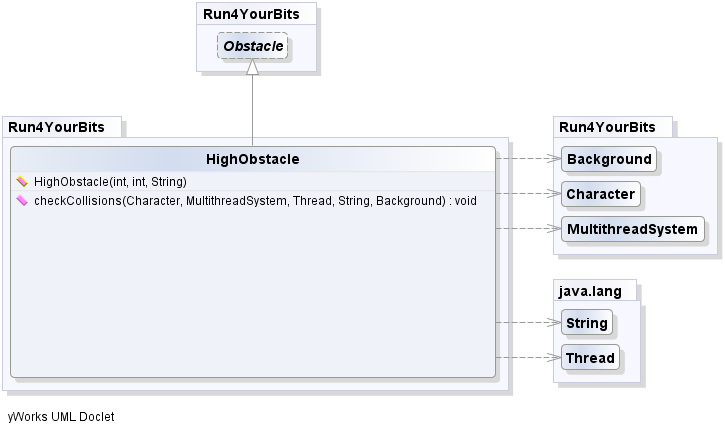 Run4YourBits
Obstacle
Run4YourBits
HighObstacle
HighObstacle(int, int, String)
checkCollisions(Character, MultithreadSystem, Thread, String, Background) : void
Run4YourBits
Background
Character
MultithreadSystem
java.lang
String
Thread
yWorks UML Doclet